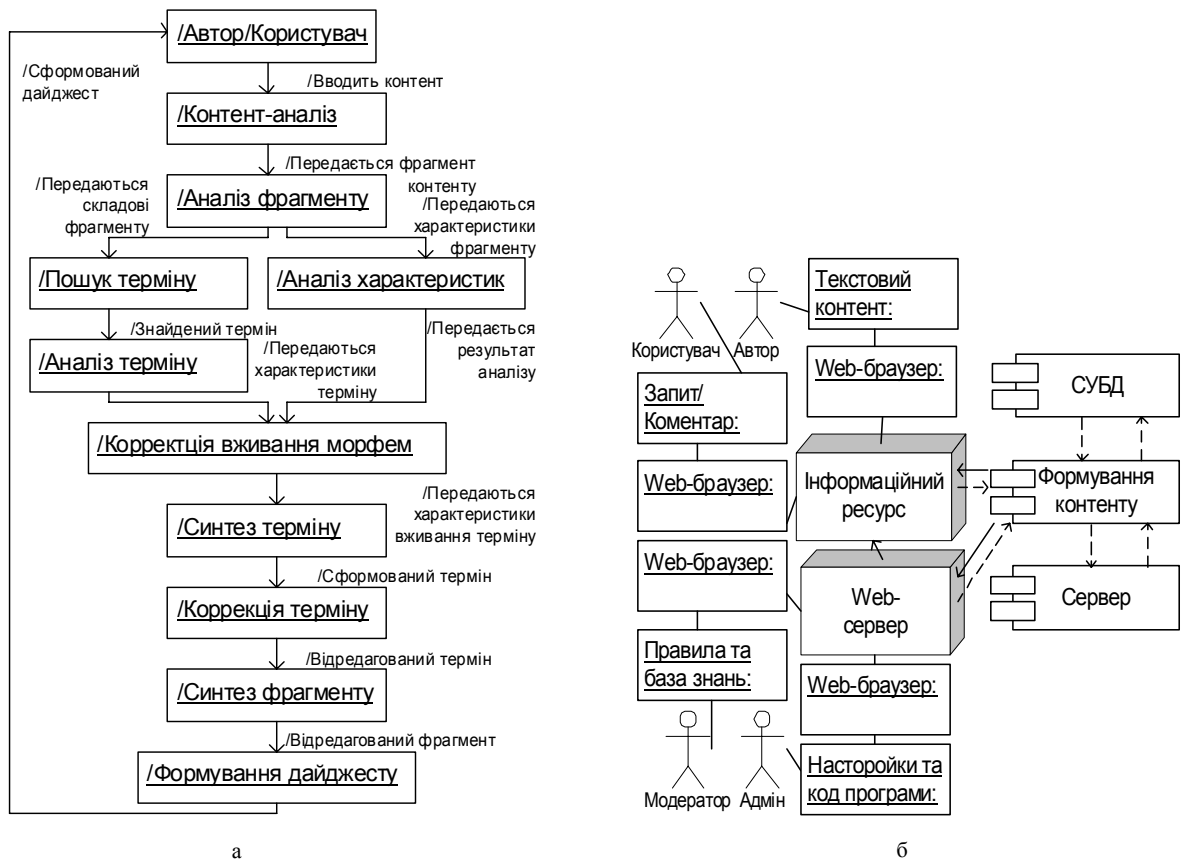 /Автор/Користувач
/Сформований
дайджест
/Вводить контент
/Контент-аналіз
/Передається фрагмент
контенту
/Передаються
складові
фрагменту
/Аналіз фрагменту
/Передаються
характеристики
фрагменту
/Пошук терміну
/Аналіз характеристик
/Знайдений термін
/Передається
результат
аналізу
/Аналіз терміну
/Передаються
характеристики
терміну
/Корректція вживання морфем
/Передаються
характеристики
вживання терміну
/Синтез терміну
/Сформований термін
/Коррекція терміну
/Відредагований термін
/Синтез фрагменту
/Відредагований фрагмент
/Формування дайджесту
а
Текстовий
контент:
Користувач
Автор
Web-браузер:
СУБД
Запит/
Коментар:
Web-браузер:
Інформаційний
ресурс
Формування
контенту
Web-браузер:
Web-
сервер
Сервер
Правила та
база знань:
Web-браузер:
Модератор
Адмін
Насторойки та
код програми:
б